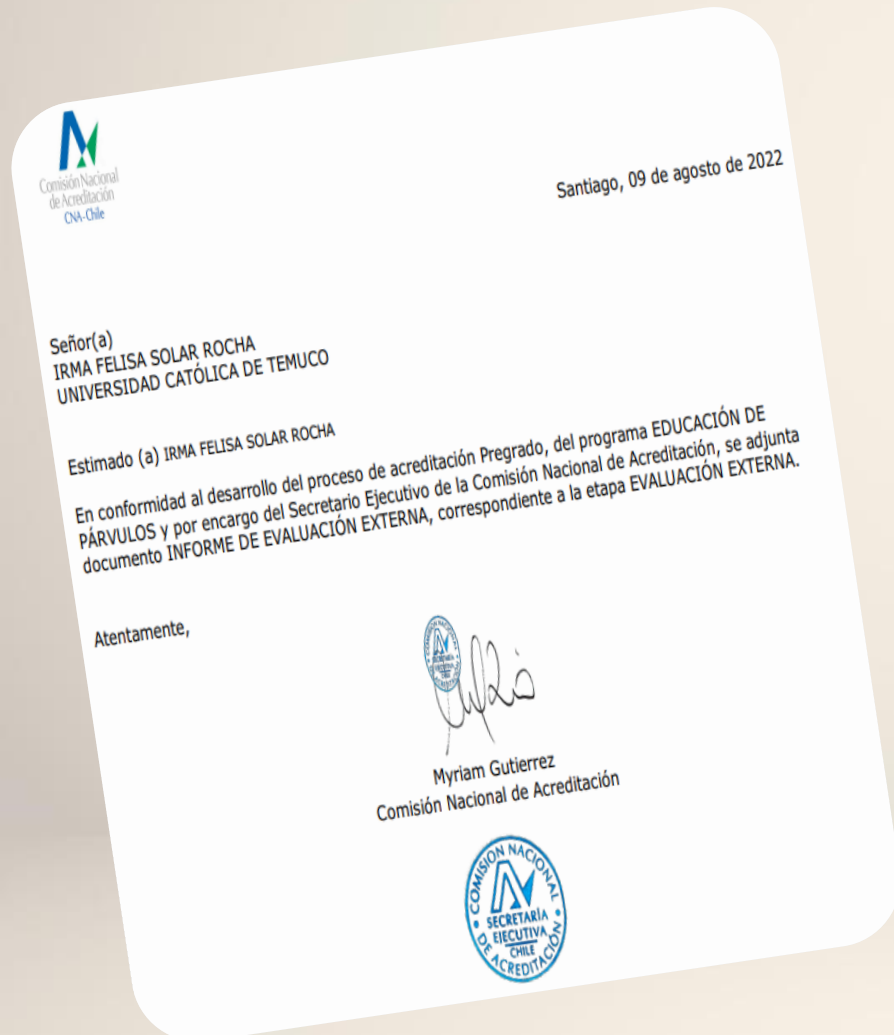 Comisión Nacional
de Acreditación
CNA-Chile
Santiago, 09 de agosto de 2022
Señor(a)
IRMA FELISA SOLAR ROCHA
UNIVERSIDAD CATÓLICA DE TEMUCO
Estimado (a) IRMA FELISA SOLAR ROCHA
En conformidad al desarrollo del proceso de acreditación Pregrado, del programa EDUCACIÓN DE
PÁRVULOS y por encargo del Secretario Ejecutivo de la Comisión Nacional de Acreditación, se adjunta
documento INFORME DE EVALUACIÓN EXTERNA, correspondiente a la etapa EVALUACIÓN EXTERNA.
Atentamente,
Myriam Gutierrez
Comisión Nacional de Acreditación
COMISION NACIONAL
SECRETARÍA
EJECUTIVA
CHILE
DE ACREDITACIÓN